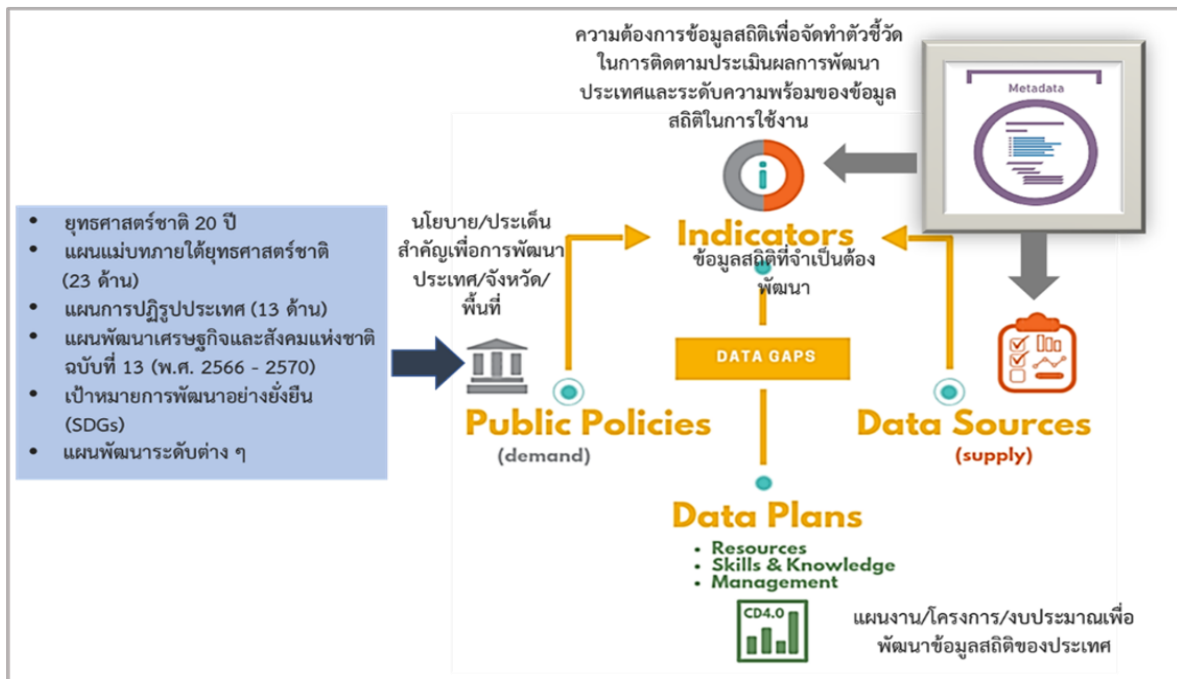 ความต้องการข้อมูลสถิติเพื่อจัดทำตัวชี้วัด
ในการติดตามประเมินผลการพัฒนา
ประเทศและระดับความพร้อมของข้อมูล
สถิติในการใช้งาน
Metadata
• ยุทธศาสตร์ชาติ 20 ปี
• แผนแม่บทภายใต้ยุทธศาสตร์ชาติ
(23 ด้าน)
• แผนการปฏิรูปประเทศ (13 ด้าน)
• แผนพัฒนาเศรษฐกิจและสังคมแห่งชาติ
ฉบับที่ 13 (พ.ศ. 2566 - 2570)
• เป้าหมายการพัฒนาอย่างยั่งยืน
(SDGs)
• แผนพัฒนาระดับต่าง ๆ
นโยบาย/ประเด็น
สำคัญเพื่อการพัฒนา
ประเทศ/จังหวัด/
พื้นที่
i
Indicators
ข้อมูลสถิติที่จำเป็นต้อง
พัฒนา
DATA GAPS
Public Policies
(demand)
Data Sources
(supply)
Data Plans
• Resources
• Skills & Knowledge
• Management
CD4.0
แผนงาน/โครงการ/งบประมาณเพื่อ
พัฒนาข้อมูลสถิติของประเทศ